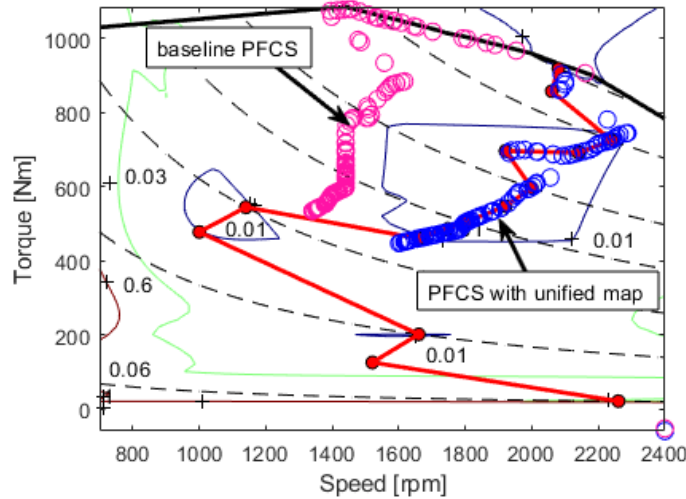 1000
800
600
400
200
0
Torque [Nm]
baseline PFCS
0.03
0.01
0.01
0.6
PFCS with unified map
0.01
0.06
800 1000 1200 1400 1600 1800 2000 2200 2400
Speed [rpm]